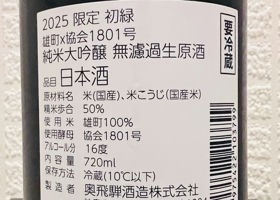 2025 限定 初緑
雄町x協会1801号
純米大吟醸 無濾過生原酒
品目 日本酒
原材料名 米(国産)、米こうじ(国産米)
精米歩合 50%
使用米 雄町100%
使用酵母 協会1801号
アルコール分 16度
内容量 720ml
保存方法 冷蔵(10℃以下)
製造者 奥飛騨酒造株式会社
要冷蔵